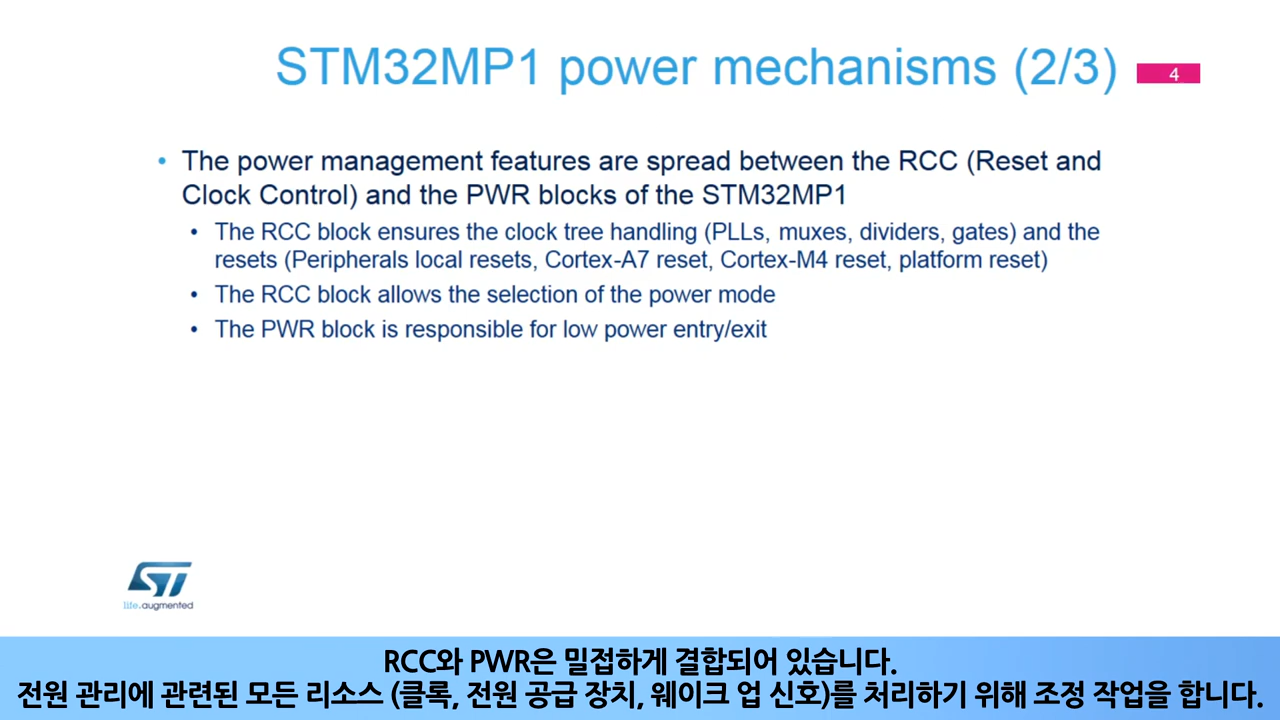 STM32MP1 power mechanisms (2/3)
4
• The power management features are spread between the RCC (Reset and
Clock Control) and the PWR blocks of the STM32MP1
• The RCC block ensures the clock tree handling (PLLs, muxes, dividers, gates) and the
resets (Peripherals local resets, Cortex-A7 reset, Cortex-M4 reset, platform reset)
• The RCC block allows the selection of the power mode
• The PWR block is responsible for low power entry/exit
ST
life.augmented
RCC와 PWR은 밀접하게 결합되어 있습니다.
전원 관리에 관련된 모든 리소스 (클록, 전원 공급 장치, 웨이크 업 신호)를 처리하기 위해 조정 작업을 합니다.